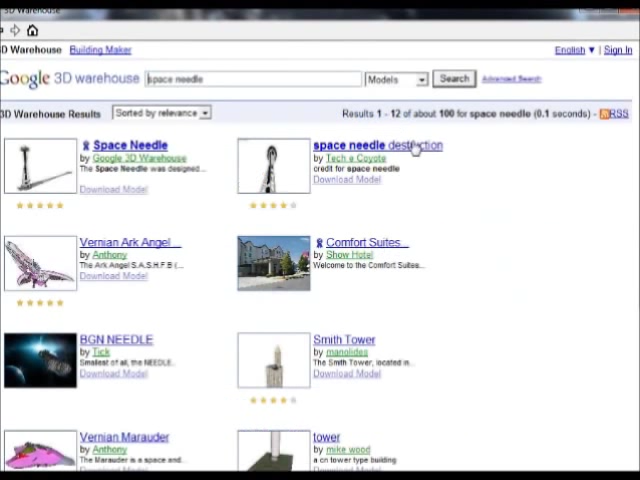 3D Warehouse
3D Warehouse Building Maker English ▼ | Sign In
Google 3D warehouse space needle Models Search Advanced Search
3D Warehouse Results Sorted by relevance Results 1 - 12 of about 100 for space needle (0.1 seconds) - RSS
Space Needle
by Google 3D Warehouse
The Space Needle was designed...
Download Model
space needle destruction
by Tech e Coyote
credit for space needle
Download Model
Vernian Ark Angel ...
by Anthony
The Ark Angel S.A.S.H.F.B (...
Download Model
Comfort Suites...
by Show Hotel
Welcome to the Comfort Suites...
BGN NEEDLE
by Tick
Smallest of all, the NEEDLE...
Download Model
Smith Tower
by manolides
The Smith Tower, located in...
Download Model
Vernian Marauder
by Anthony
The Marauder is a space and...
tower
by mike wood
a cn tower type building
Download Model